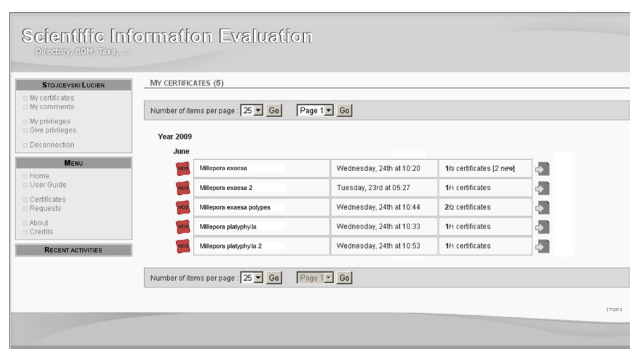 Scientific Information Evaluation
Directory, BDM, Taxa, ...
STOJCEVSKI LUCIEN
:: My certificates
:: My comments
:: My privileges
:: Give privileges
:: Deconnection
MENU
:: Home
:: User Guide
:: Certificates
:: Requests
:: About
:: Credits
RECENT ACTIVITIES
MY CERTIFICATES (5)
Number of items per page : 25 Go Page 1 Go
Year 2009
June
Millepora exaesa Wednesday, 24th at 10:20 1/3 certificates [2 new]
Millepora exaesa 2 Tuesday, 23rd at 05:27 1/1 certificates
Millepora exaesa polypes Wednesday, 24th at 10:44 2/2 certificates
Millepora platyphylla Wednesday, 24th at 10:33 1/1 certificates
Millepora platyphylla 2 Wednesday, 24th at 10:53 1/1 certificates
Number of items per page : 25 Go Page 1 Go
[TOP]